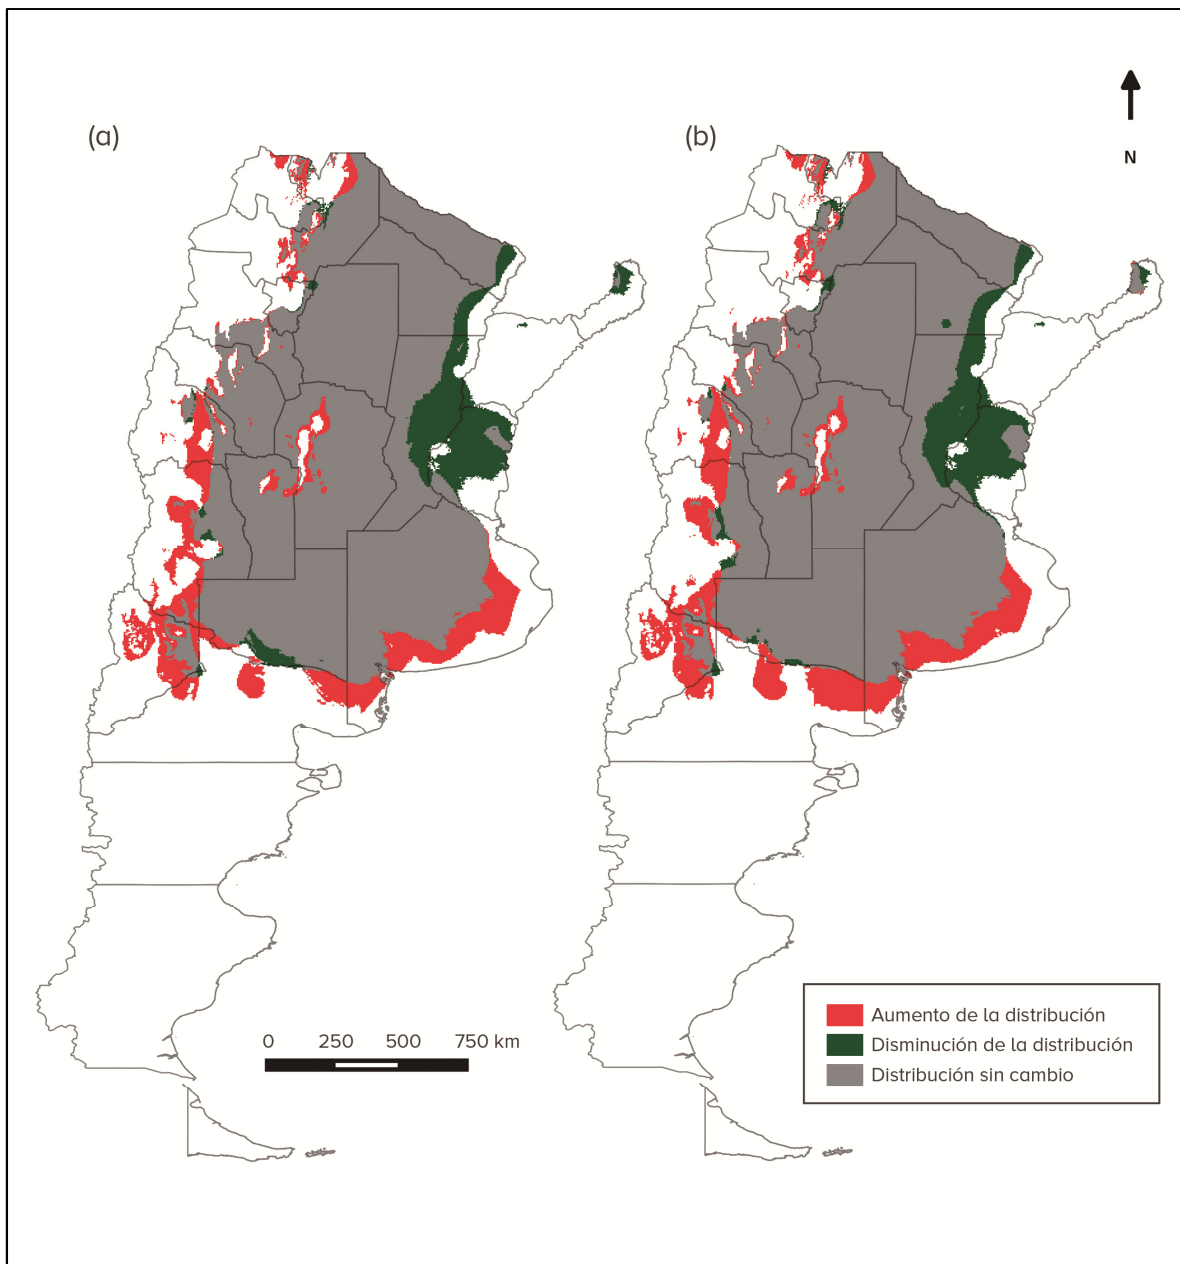 (a)
(b)
N
0 250 500 750 km
Aumento de la distribución
Disminución de la distribución
Distribución sin cambio